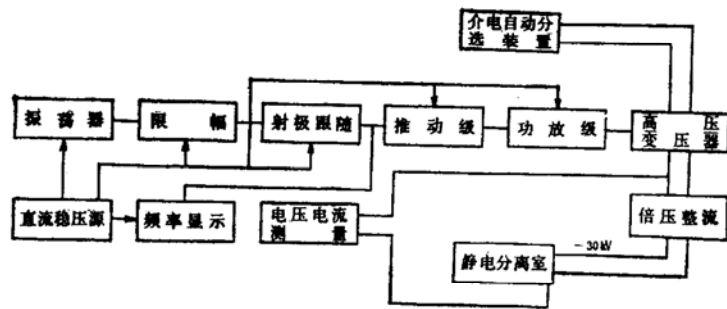 介电自动分
选装置
振荡器
限幅
射极跟随
推动级
功放级
高压
变压器
直流稳压源
频率显示
电压电流
测量
倍压整流
-30kV
静电分离室